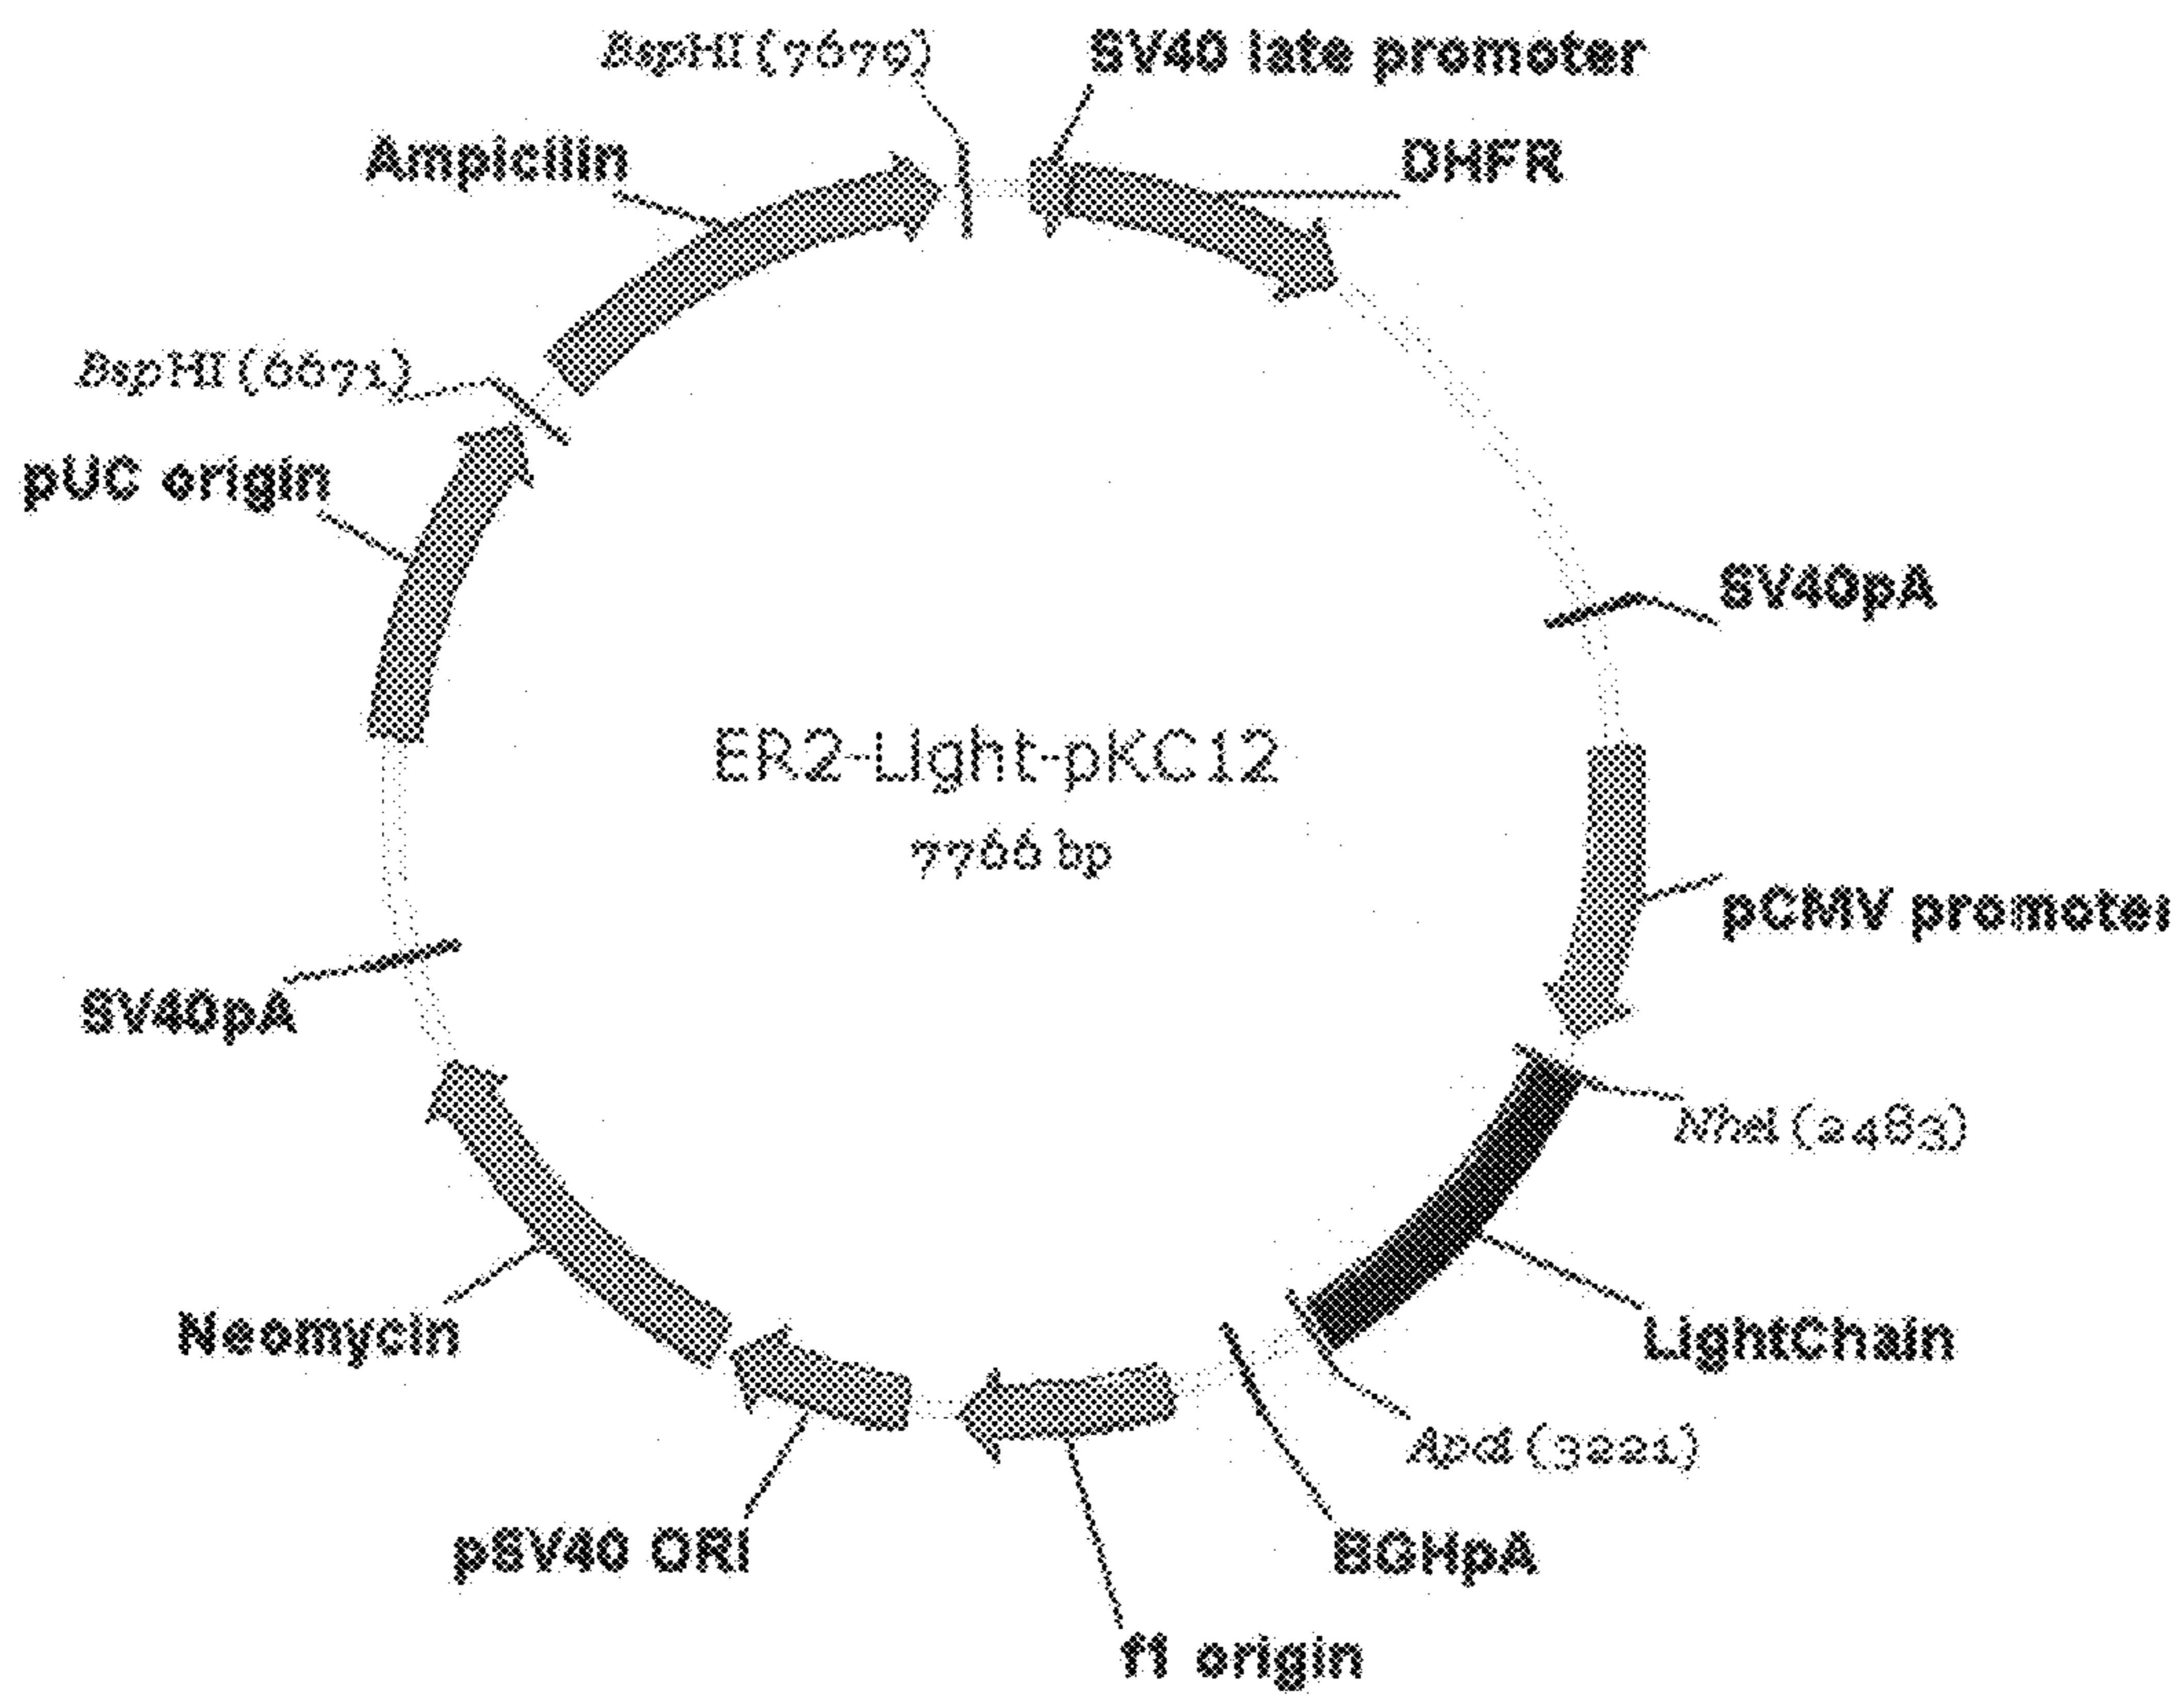 BspHI (7679)
SV40 late promoter
Ampicilin
DHFR
BspHI (6671)
pUC origin
SV40pA
ER2-Light-pKC12
7766 bp
pCMV promoter
SV40pA
NheI (2483)
Neomycin
LightChain
ApaI (3221)
pSV40 ORI
BGHpA
f1 origin